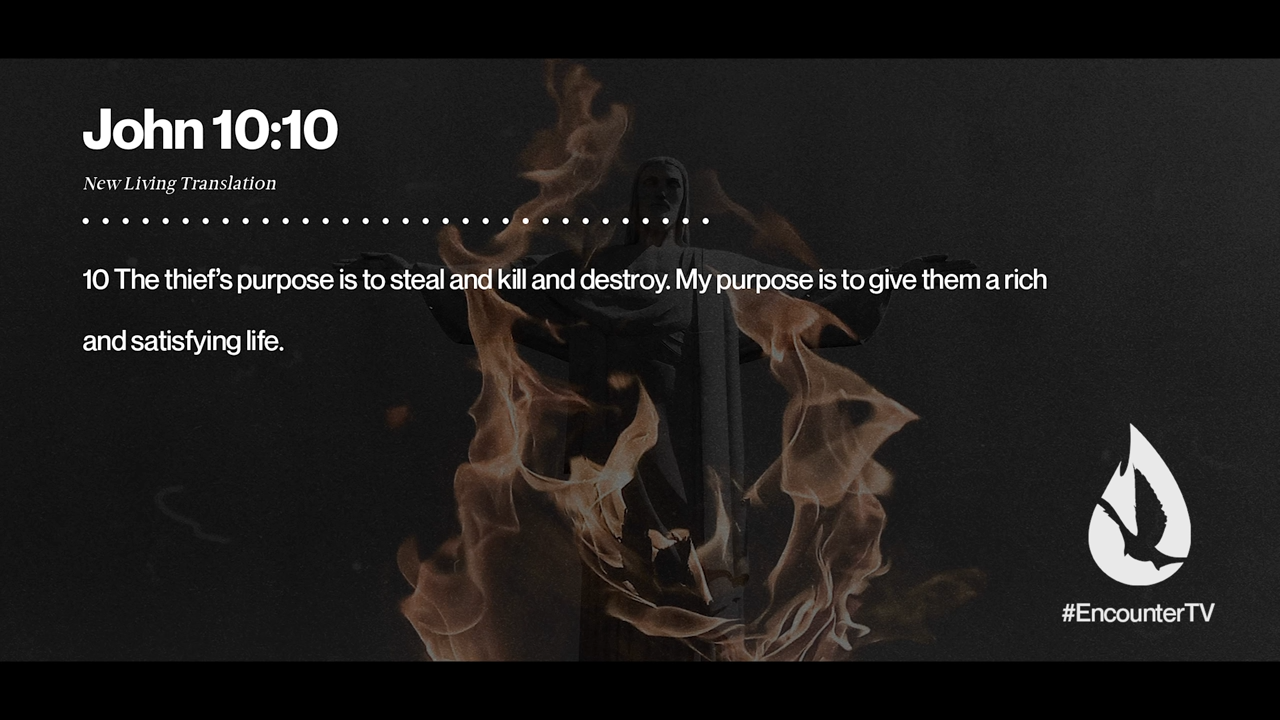 John 10:10
New Living Translation
10 The thief’s purpose is to steal and kill and destroy. My purpose is to give them a rich
and satisfying life.
#EncounterTV